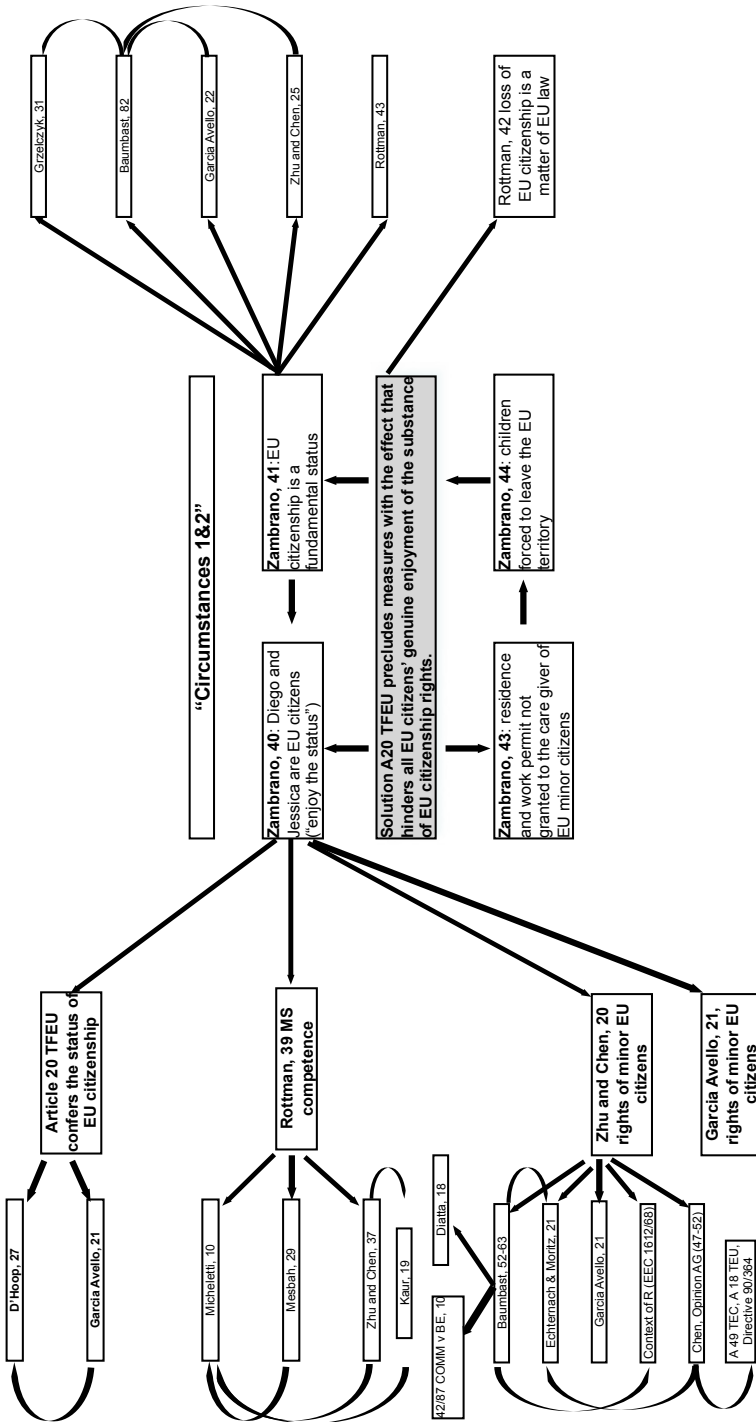 D'Hoop, 27
Garcia Avello, 21
Article 20 TFEU
confers the status of
EU citizenship
Micheletti, 10
Mesbah, 29
Zhu and Chen, 37
Kaur, 19
Rottman, 39 MS
competence
42/87 COMM v BE, 10
Diatta, 18
Baumbast, 52-63
Echternach & Moritz, 21
Garcia Avello, 21
Context of R (EEC 1612/68)
Chen, Opinion AG (47-52)
A 49 TEC, A 18 TEU,
Directive 90/364
Zhu and Chen, 20
rights of minor EU
citizens
Garcia Avello, 21,
rights of minor EU
citizens
“Circumstances 1&2”
Zambrano, 40: Diego and
Jessica are EU citizens
(“enjoy the status”)
Zambrano, 41: EU
citizenship is a
fundamental status
Solution A20 TFEU precludes measures with the effect that
hinders all EU citizens’ genuine enjoyment of the substance
of EU citizenship rights.
Zambrano, 43: residence
and work permit not
granted to the care giver of
EU minor citizens
Zambrano, 44: children
forced to leave the EU
territory
Grzelczyk, 31
Baumbast, 82
Garcia Avello, 22
Zhu and Chen, 25
Rottman, 43
Rottman, 42 loss of
EU citizenship is a
matter of EU law